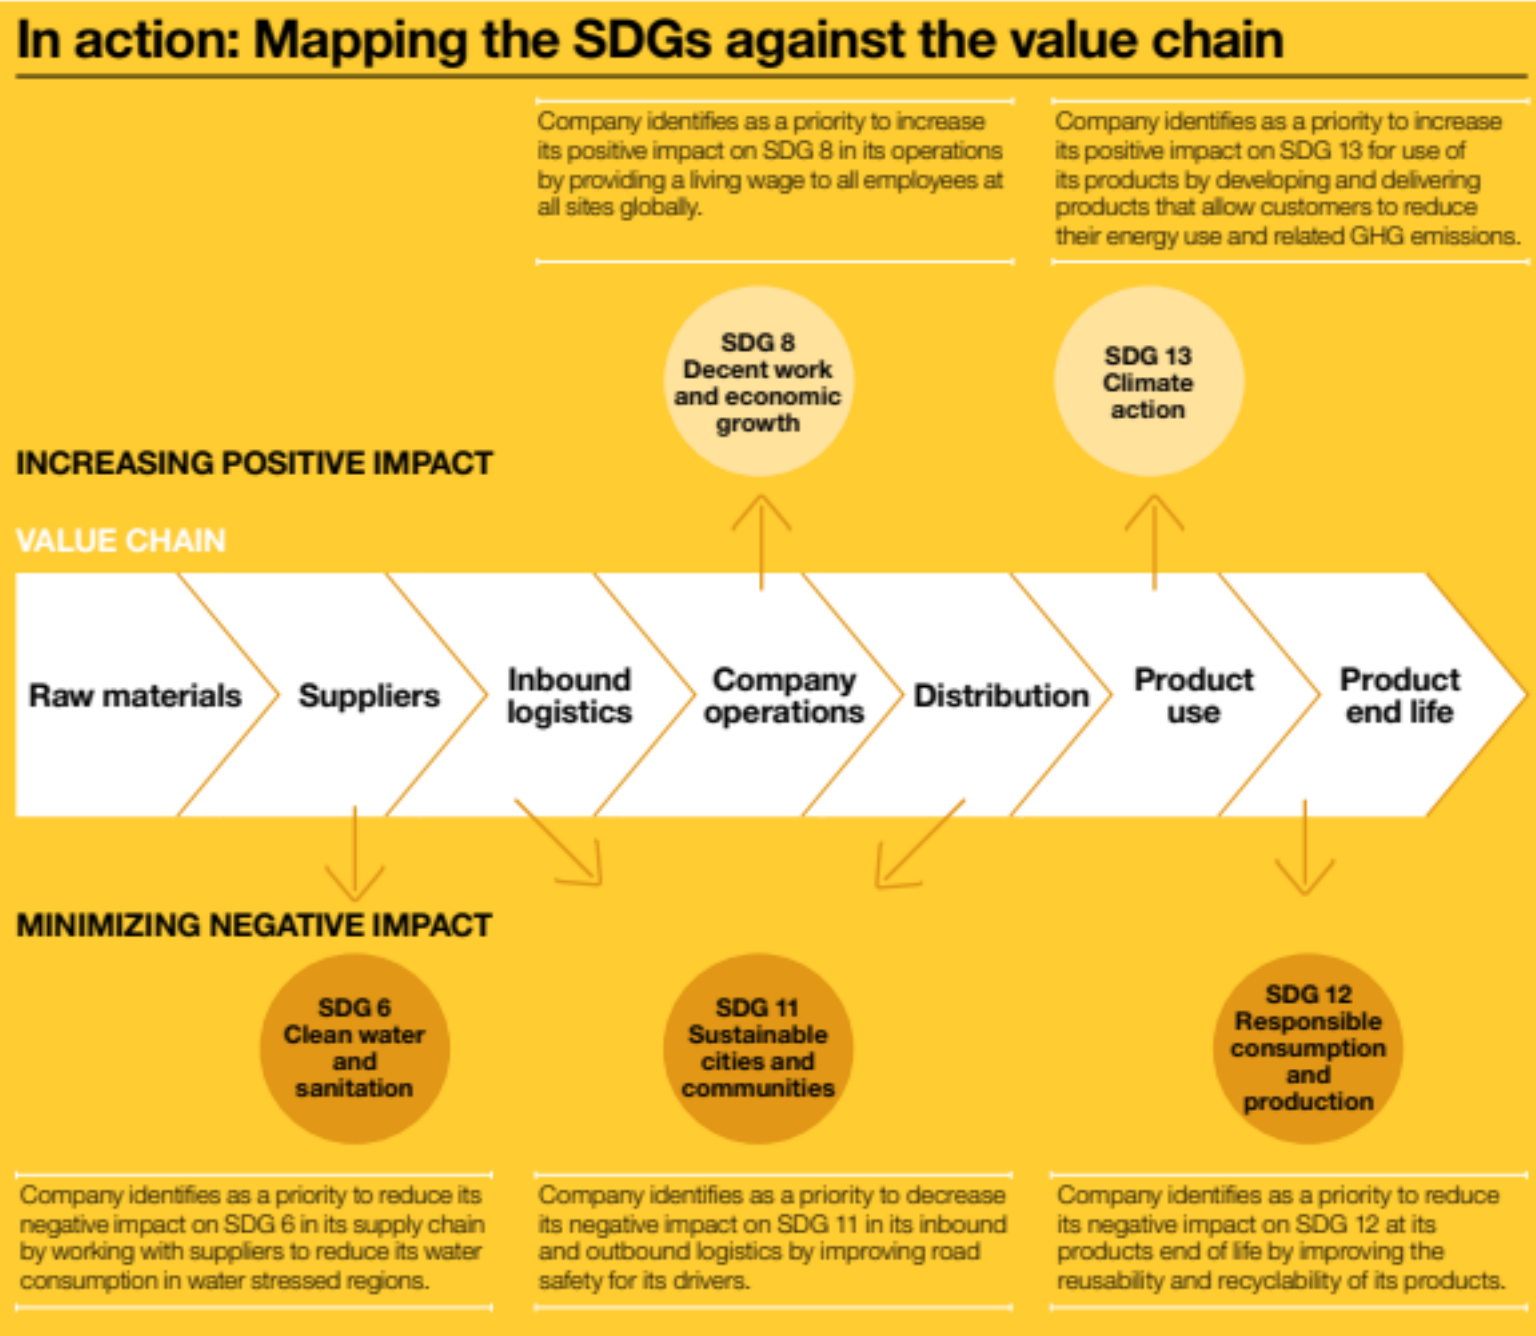 In action: Mapping the SDGs against the value chain
Company identifies as a priority to increase
its positive impact on SDG 8 in its operations
by providing a living wage to all employees at
all sites globally.
Company identifies as a priority to increase
its positive impact on SDG 13 for use of
its products by developing and delivering
products that allow customers to reduce
their energy use and related GHG emissions.
SDG 8
Decent work
and economic
growth
SDG 13
Climate
action
INCREASING POSITIVE IMPACT
VALUE CHAIN
Raw materials
Suppliers
Inbound
logistics
Company
operations
Distribution
Product
use
Product
end life
MINIMIZING NEGATIVE IMPACT
SDG 6
Clean water
and
sanitation
SDG 11
Sustainable
cities and
communities
SDG 12
Responsible
consumption
and
production
Company identifies as a priority to reduce its
negative impact on SDG 6 in its supply chain
by working with suppliers to reduce its water
consumption in water stressed regions.
Company identifies as a priority to decrease
its negative impact on SDG 11 in its inbound
and outbound logistics by improving road
safety for its drivers.
Company identifies as a priority to reduce
its negative impact on SDG 12 at its
products end of life by improving the
reusability and recyclability of its products.